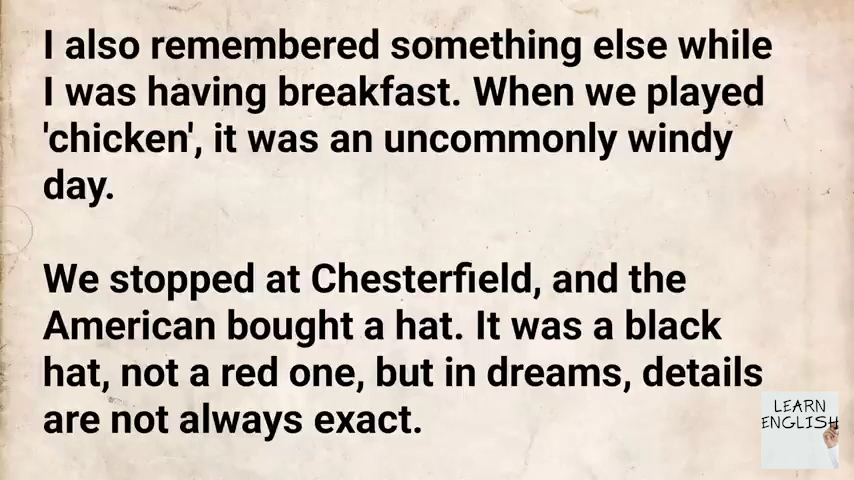 I also remembered something else while
I was having breakfast. When we played
'chicken', it was an uncommonly windy
day.
We stopped at Chesterfield, and the
American bought a hat. It was a black
hat, not a red one, but in dreams, details
are not always exact.
LEARN
ENGLISH